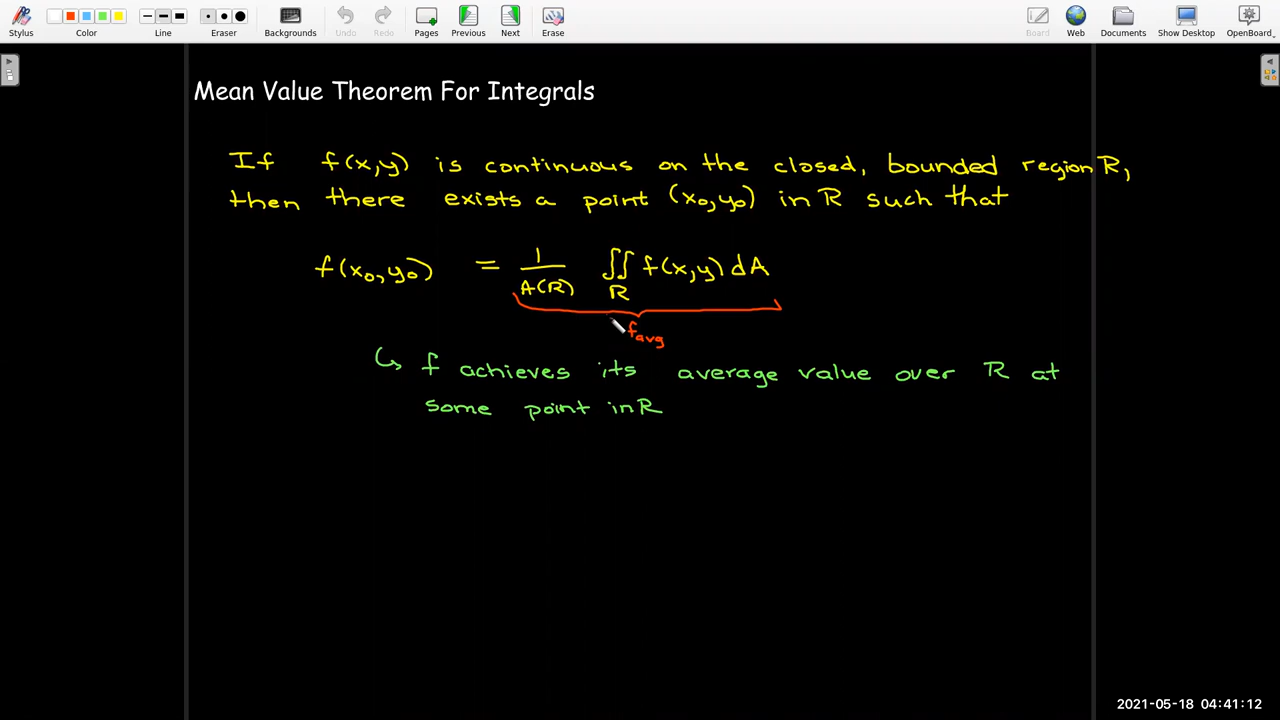 Stylus Color Line Eraser Backgrounds Undo Redo Pages Previous Next Erase Board Web Documents Show Desktop OpenBoard
Mean Value Theorem For Integrals
If f(x,y) is continuous on the closed, bounded region R,
then there exists a point (x₀,y₀) in R such that
f(x₀,y₀) = 1/A(R) ∬_R f(x,y) dA
f_avg
↳ f achieves its average value over R at
some point in R
2021-05-18 04:41:12